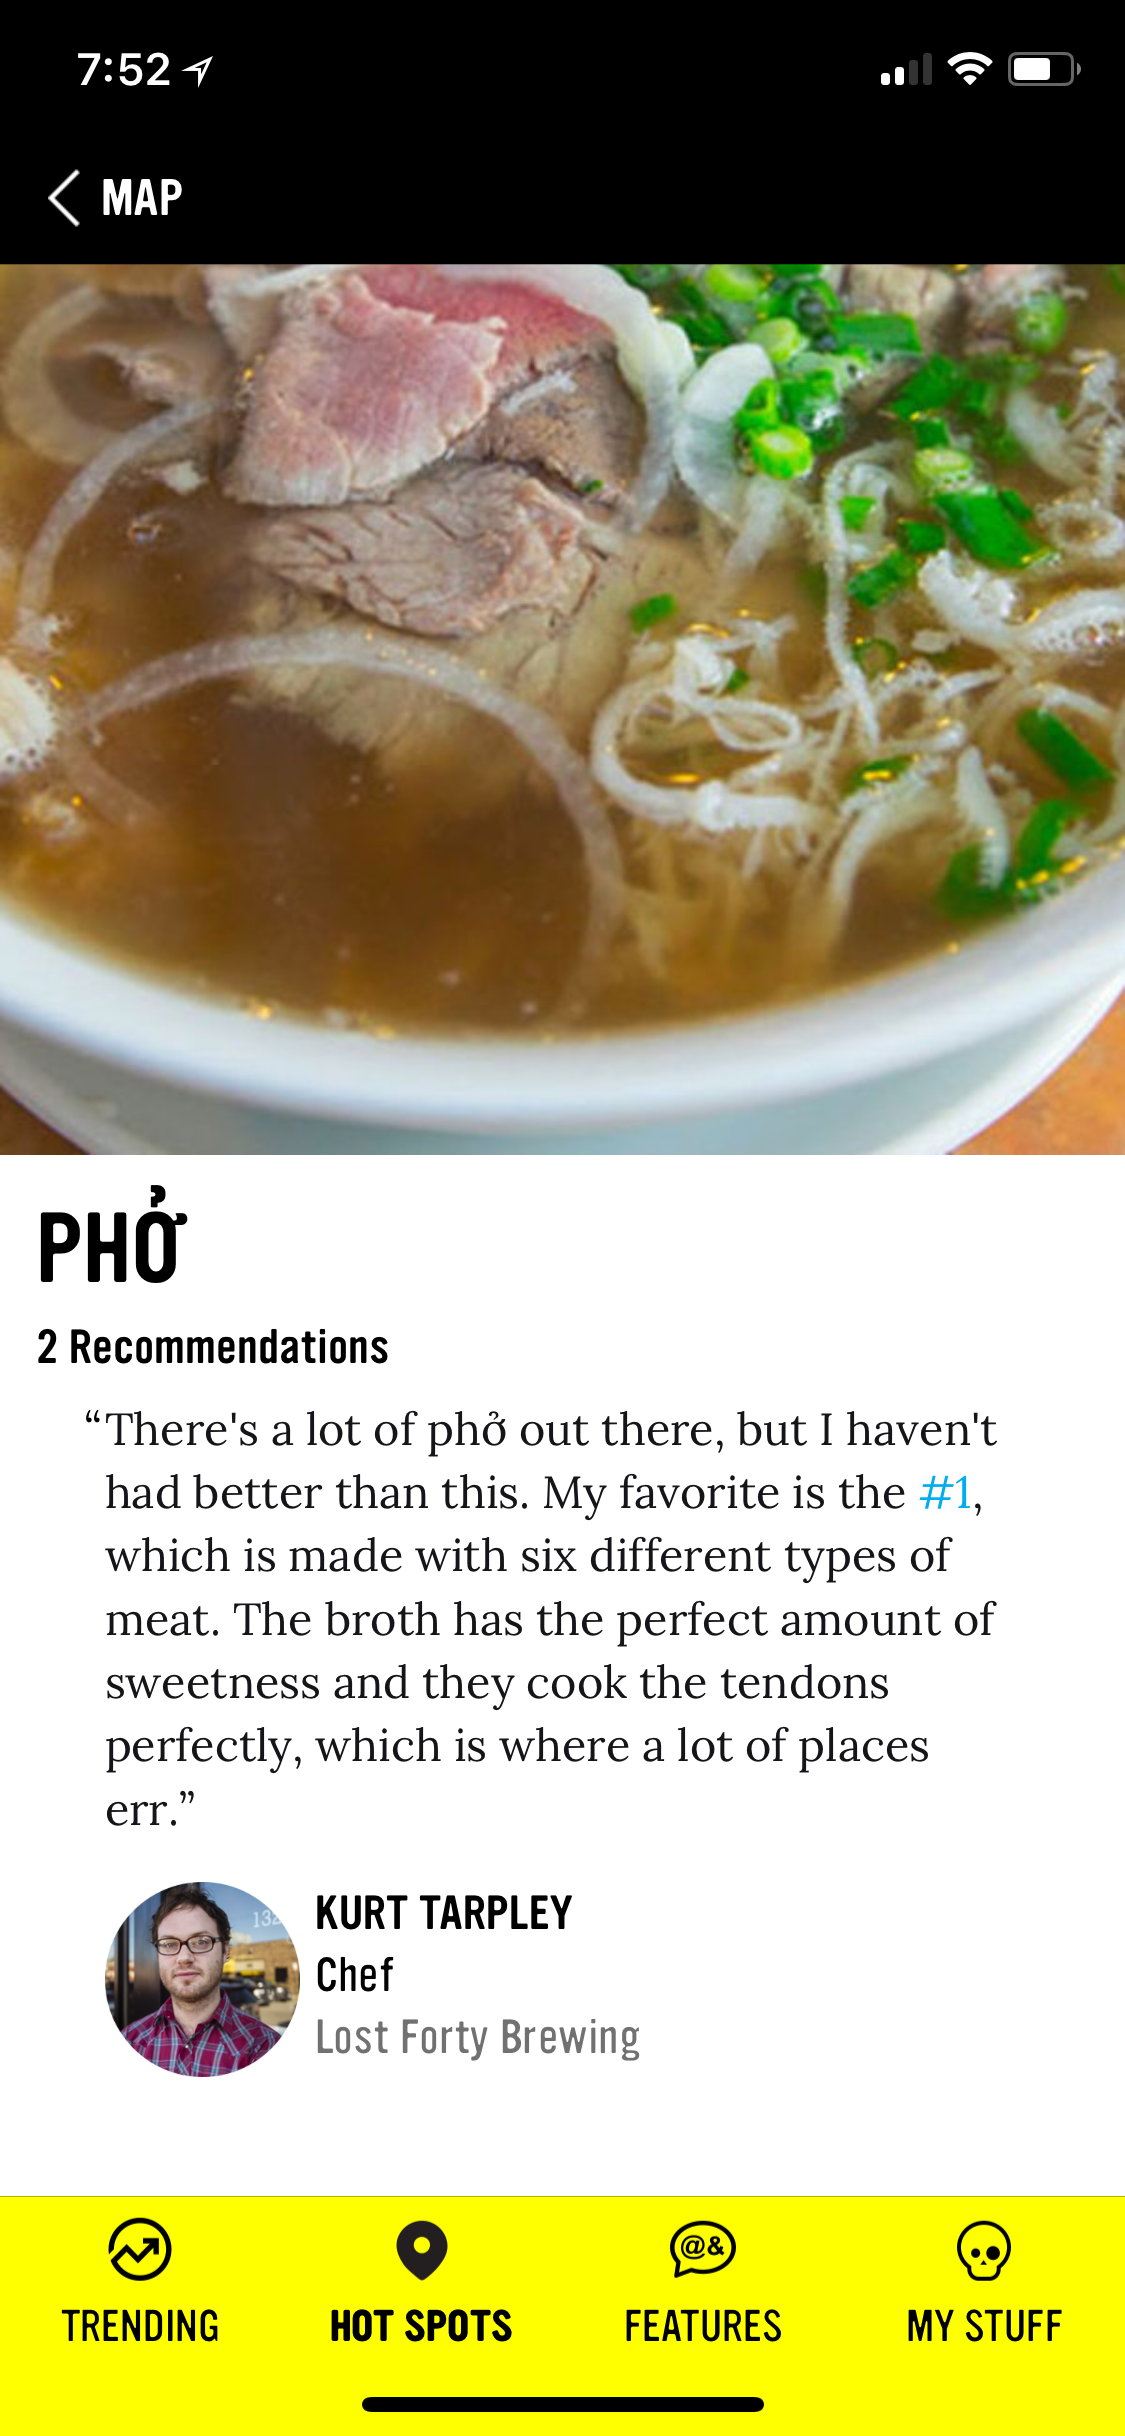 7:52
MAP
PHỞ
2 Recommendations
“There's a lot of phở out there, but I haven't
had better than this. My favorite is the #1,
which is made with six different types of
meat. The broth has the perfect amount of
sweetness and they cook the tendons
perfectly, which is where a lot of places
err.”
132
KURT TARPLEY
Chef
Lost Forty Brewing
@&
TRENDING
HOT SPOTS
FEATURES
MY STUFF